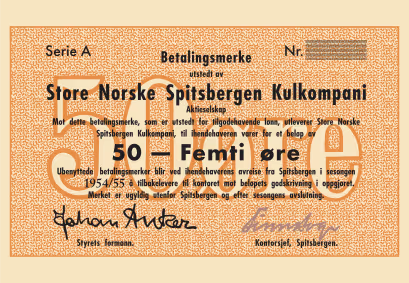 Serie A
Betalingsmerke
Nr.
utstedt av
Store Norske Spitsbergen Kulkompani
Aktieselskap
Mot dette betalingsmerke, som er utstedt for tilgodehavende lønn, utleverer Store Norske
Spitsbergen Kulkompani, til ihendehaveren varer for et beløp av
50 — Femti øre
50 øre
Ubenyttede betalingsmerker blir ved ihendehaverens avreise fra Spitsbergen i sesongen
1954/55 å tilbakelevere til kontoret mot beløpets godskrivning i oppgjøret.
Merket er ugyldig utenfor Spitsbergen og efter sesongens avslutning.
Johan Anker
Styrets formann.
Kontorsjef, Spitsbergen.